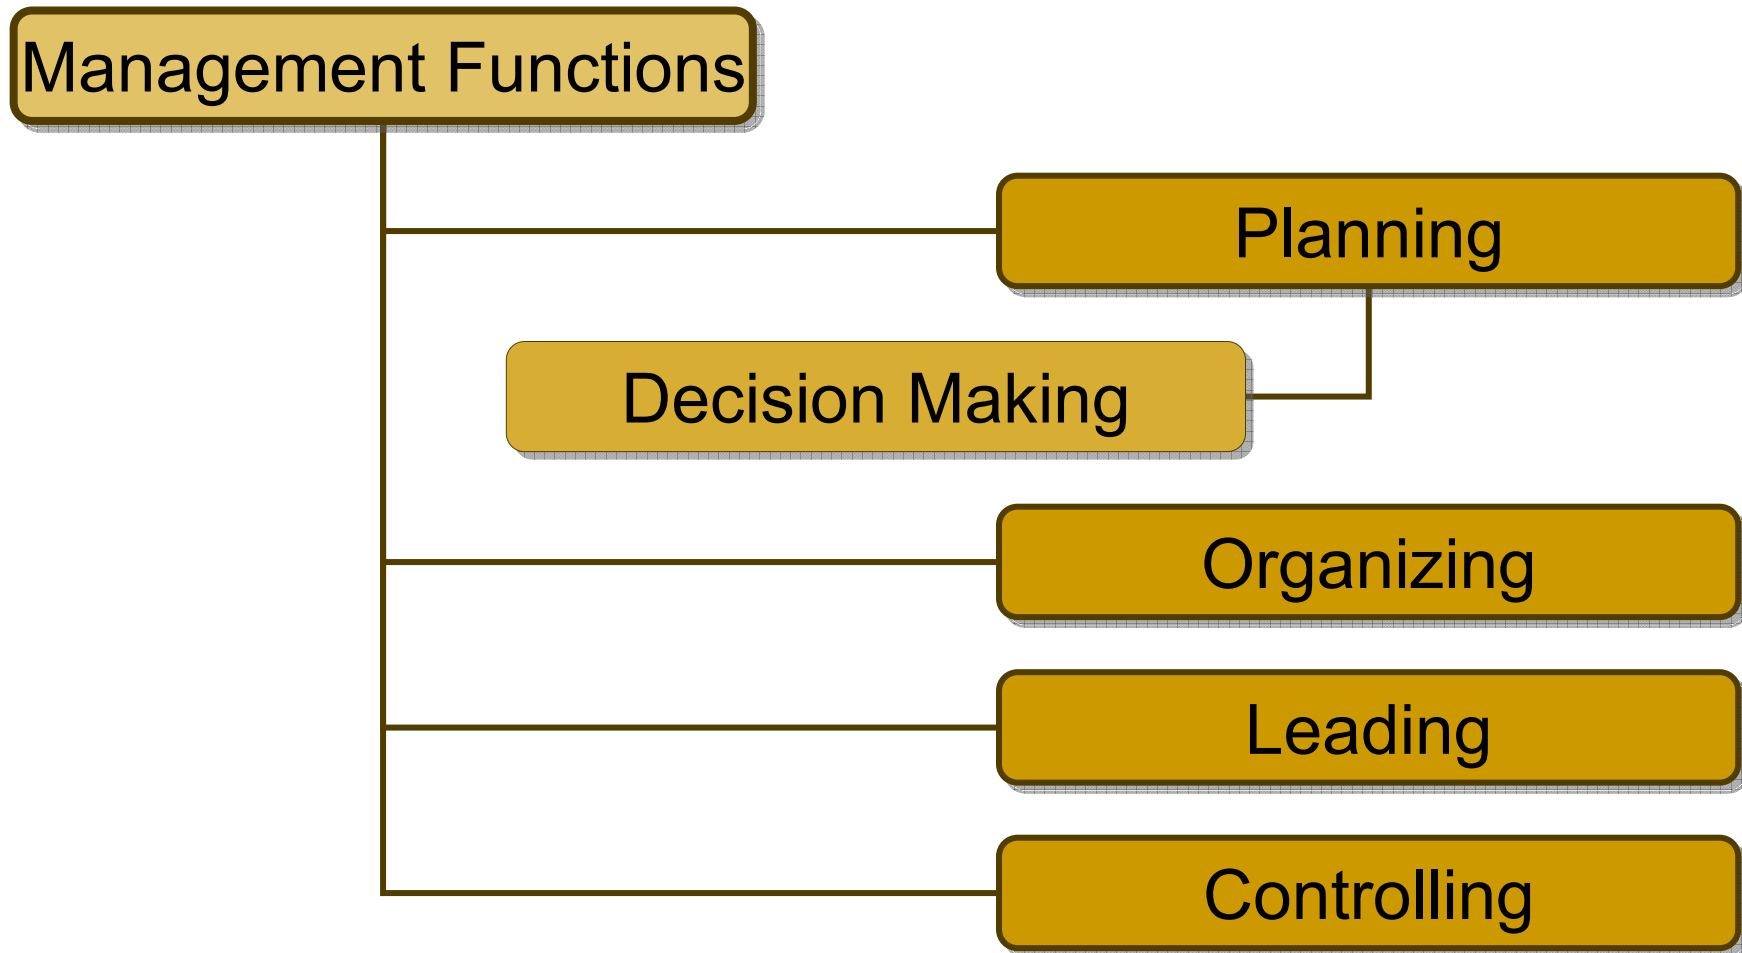 Management Functions
Planning
Decision Making
Organizing
Leading
Controlling